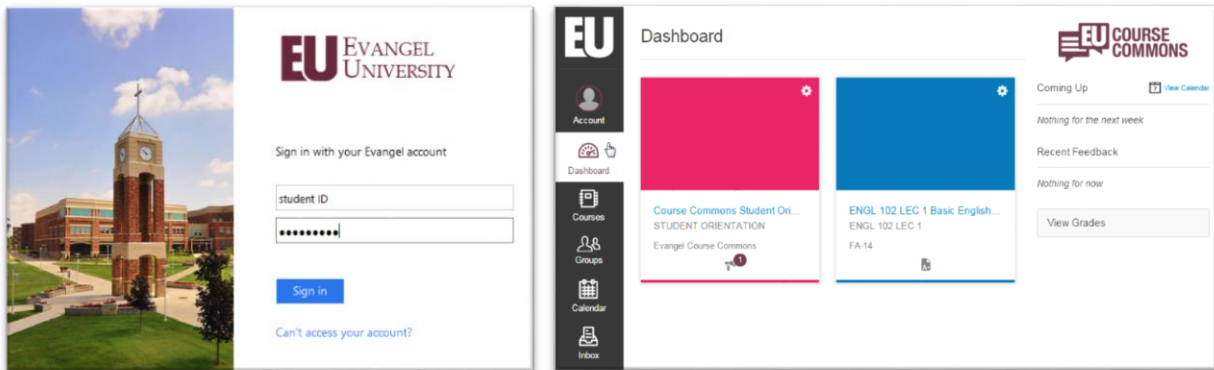 EU EVANGEL
UNIVERSITY
Sign in with your Evangel account
student ID
•••••••••
Sign in
Can't access your account?
EU
Account
Dashboard
Courses
Groups
Calendar
Inbox
Dashboard
Course Commons Student Ori...
STUDENT ORIENTATION
Evangel Course Commons
1
ENGL 102 LEC 1 Basic English...
ENGL 102 LEC 1
FA-14
EU COURSE
COMMONS
Coming Up
7 View Calendar
Nothing for the next week
Recent Feedback
Nothing for now
View Grades